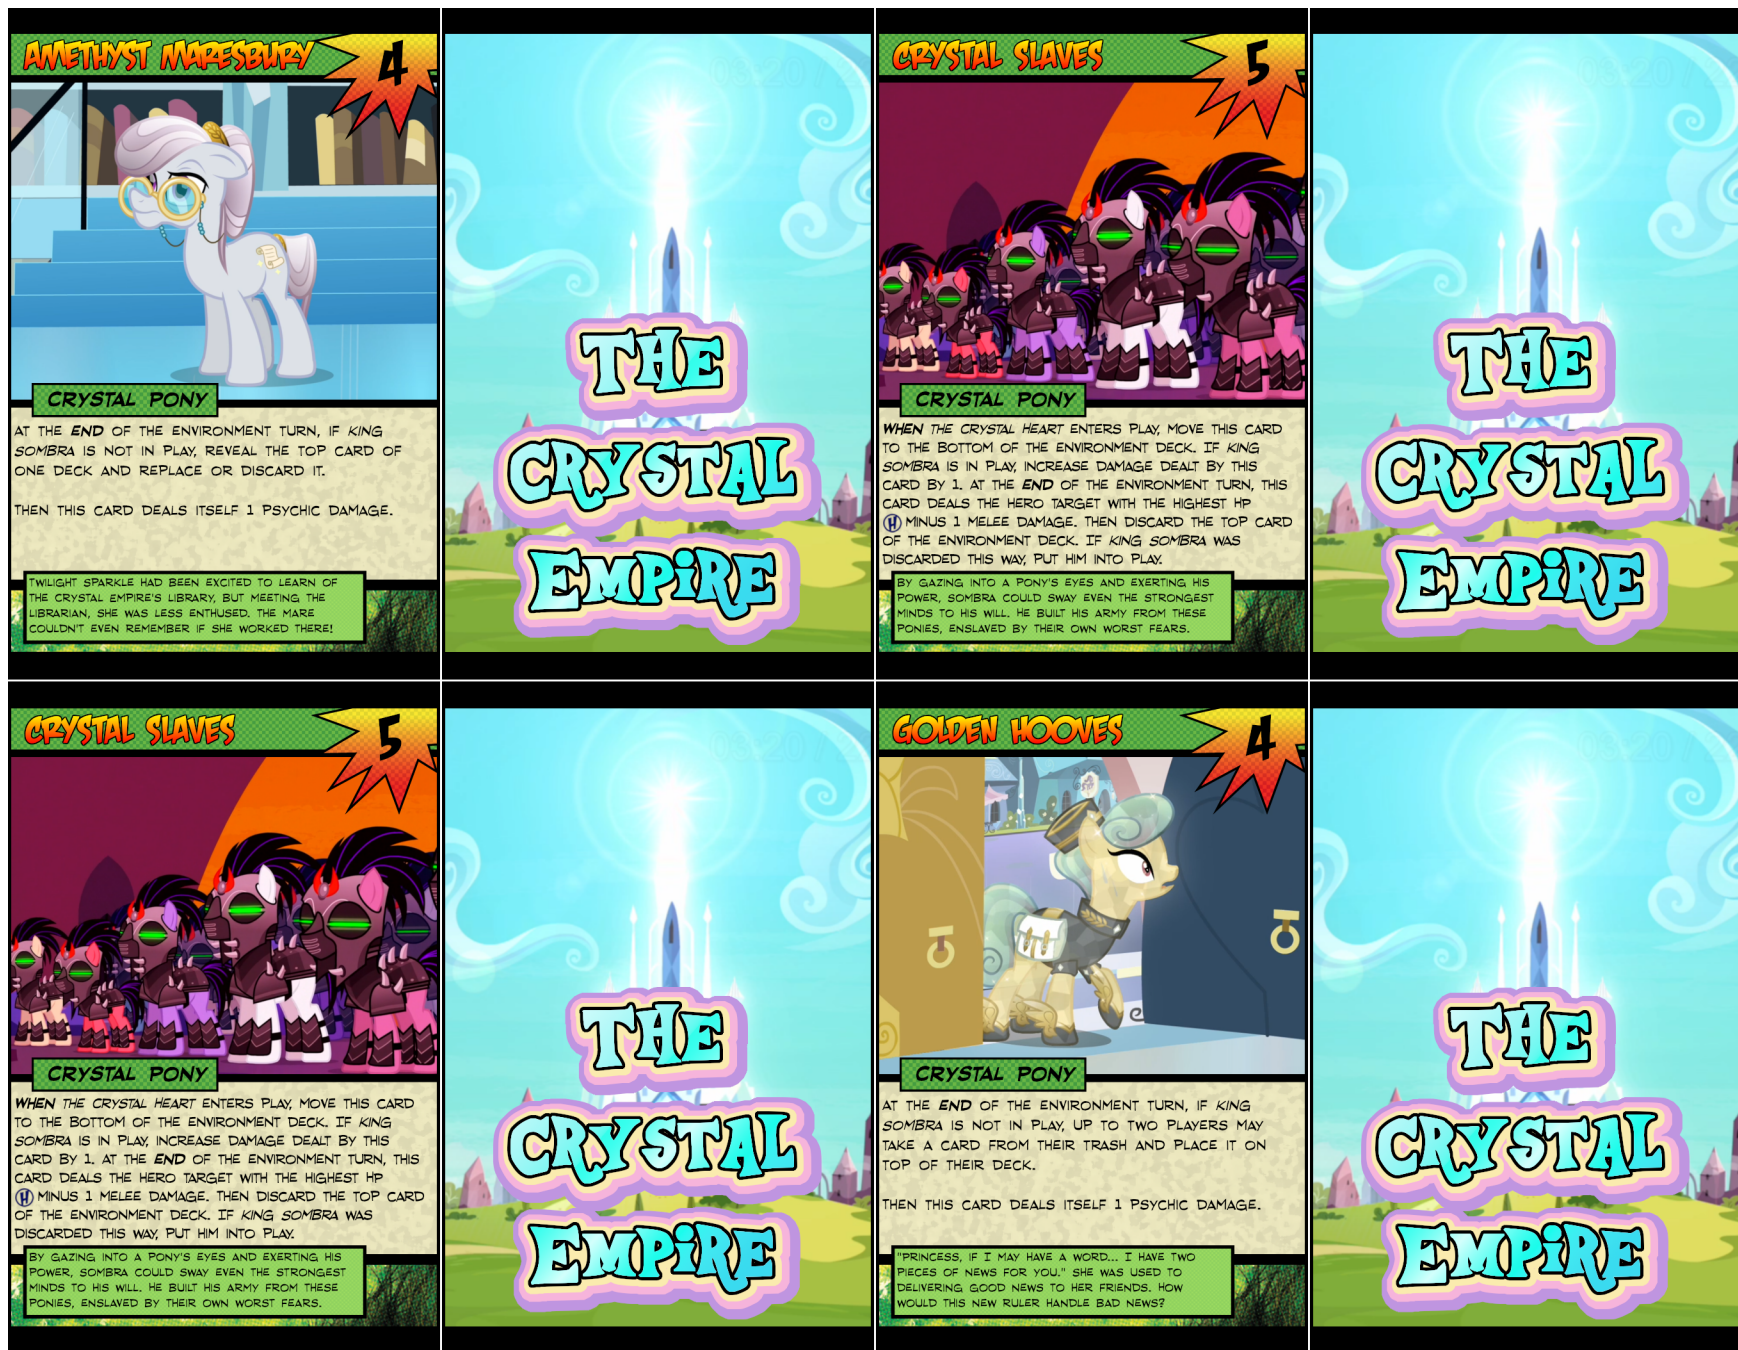 AMETHYST MARESBURY
4
CRYSTAL PONY
AT THE END OF THE ENVIRONMENT TURN, IF KING
SOMBRA IS NOT IN PLAY, REVEAL THE TOP CARD OF
ONE DECK AND REPLACE OR DISCARD IT.
THEN THIS CARD DEALS ITSELF 1 PSYCHIC DAMAGE.
TWILIGHT SPARKLE HAD BEEN EXCITED TO LEARN OF
THE CRYSTAL EMPIRE'S LIBRARY, BUT MEETING THE
LIBRARIAN, SHE WAS LESS ENTHUSED. THE MARE
COULDN'T EVEN REMEMBER IF SHE WORKED THERE!
THE
CRYSTAL
EMPIRE
CRYSTAL SLAVES
5
CRYSTAL PONY
WHEN THE CRYSTAL HEART ENTERS PLAY, MOVE THIS CARD
TO THE BOTTOM OF THE ENVIRONMENT DECK. IF KING
SOMBRA IS IN PLAY, INCREASE DAMAGE DEALT BY THIS
CARD BY 1. AT THE END OF THE ENVIRONMENT TURN, THIS
CARD DEALS THE HERO TARGET WITH THE HIGHEST HP
H MINUS 1 MELEE DAMAGE. THEN DISCARD THE TOP CARD
OF THE ENVIRONMENT DECK. IF KING SOMBRA WAS
DISCARDED THIS WAY, PUT HIM INTO PLAY.
BY GAZING INTO A PONY'S EYES AND EXERTING HIS
POWER, SOMBRA COULD SWAY EVEN THE STRONGEST
MINDS TO HIS WILL. HE BUILT HIS ARMY FROM THESE
PONIES, ENSLAVED BY THEIR OWN WORST FEARS.
THE
CRYSTAL
EMPIRE
CRYSTAL SLAVES
5
CRYSTAL PONY
WHEN THE CRYSTAL HEART ENTERS PLAY, MOVE THIS CARD
TO THE BOTTOM OF THE ENVIRONMENT DECK. IF KING
SOMBRA IS IN PLAY, INCREASE DAMAGE DEALT BY THIS
CARD BY 1. AT THE END OF THE ENVIRONMENT TURN, THIS
CARD DEALS THE HERO TARGET WITH THE HIGHEST HP
H MINUS 1 MELEE DAMAGE. THEN DISCARD THE TOP CARD
OF THE ENVIRONMENT DECK. IF KING SOMBRA WAS
DISCARDED THIS WAY, PUT HIM INTO PLAY.
BY GAZING INTO A PONY'S EYES AND EXERTING HIS
POWER, SOMBRA COULD SWAY EVEN THE STRONGEST
MINDS TO HIS WILL. HE BUILT HIS ARMY FROM THESE
PONIES, ENSLAVED BY THEIR OWN WORST FEARS.
THE
CRYSTAL
EMPIRE
GOLDEN HOOVES
4
CRYSTAL PONY
AT THE END OF THE ENVIRONMENT TURN, IF KING
SOMBRA IS NOT IN PLAY, UP TO TWO PLAYERS MAY
TAKE A CARD FROM THEIR TRASH AND PLACE IT ON
TOP OF THEIR DECK.
THEN THIS CARD DEALS ITSELF 1 PSYCHIC DAMAGE.
"PRINCESS, IF I MAY HAVE A WORD... I HAVE TWO
PIECES OF NEWS FOR YOU." SHE WAS USED TO
DELIVERING GOOD NEWS TO HER FRIENDS. HOW
WOULD THIS NEW RULER HANDLE BAD NEWS?
THE
CRYSTAL
EMPIRE